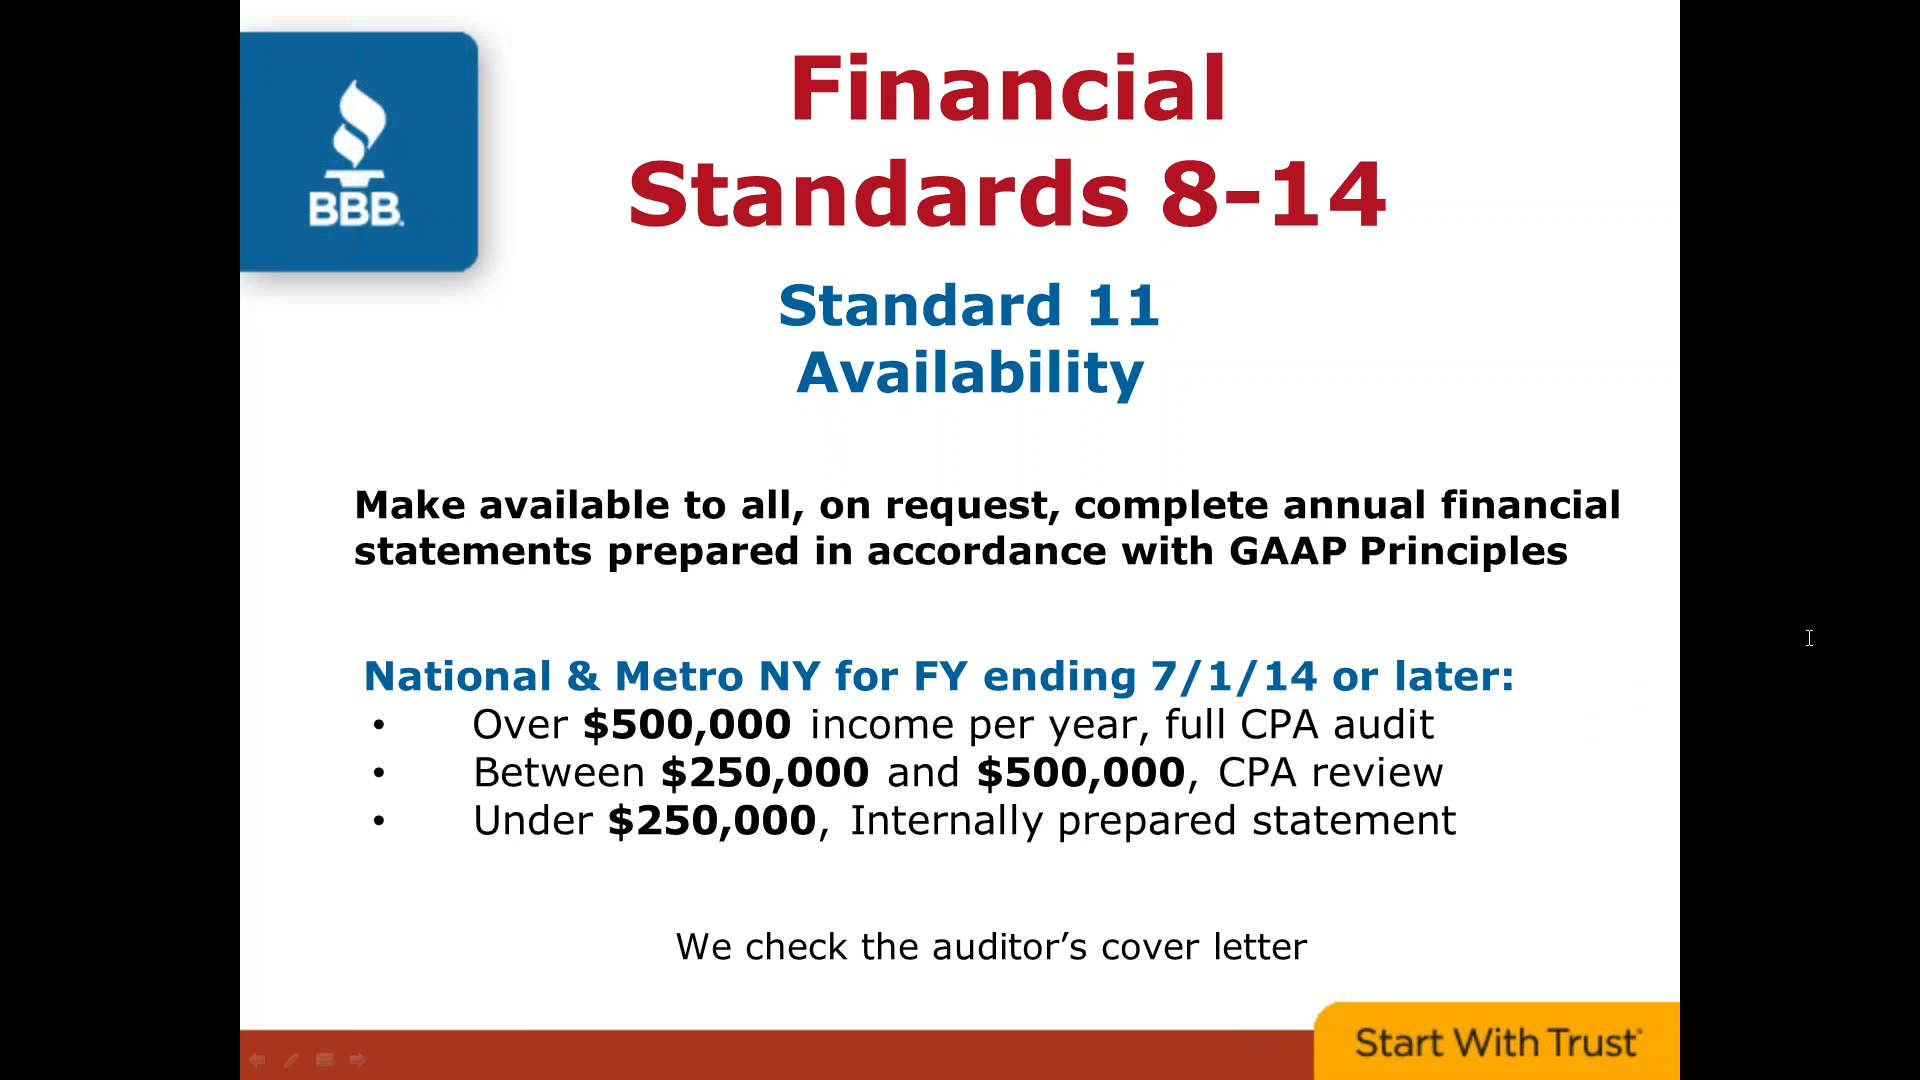 BBB.
Financial
Standards 8-14
Standard 11
Availability
Make available to all, on request, complete annual financial
statements prepared in accordance with GAAP Principles
National & Metro NY for FY ending 7/1/14 or later:
• Over $500,000 income per year, full CPA audit
• Between $250,000 and $500,000, CPA review
• Under $250,000, Internally prepared statement
We check the auditor’s cover letter
Start With Trust®